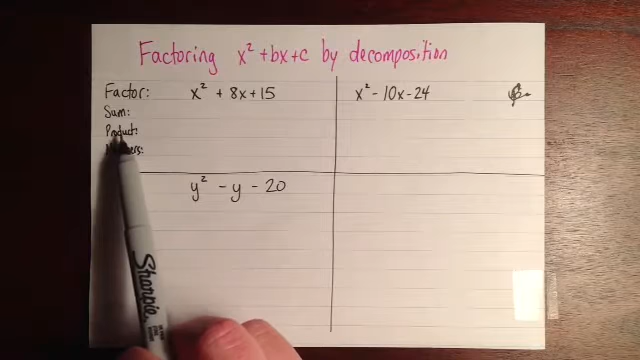 Factoring x² + bx + c by decomposition
Factor: x² + 8x + 15
x² - 10x - 24
Sum:
Product:
y² - y - 20
Sharpie